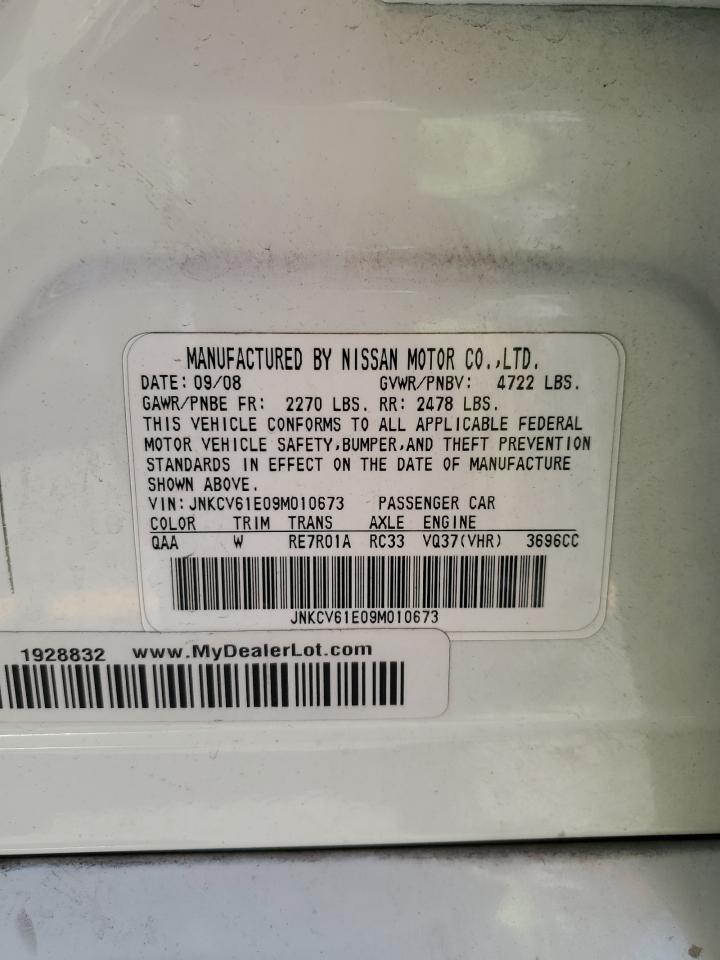 MANUFACTURED BY NISSAN MOTOR CO.,LTD.
DATE: 09/08 GVWR/PNBV: 4722 LBS.
GAWR/PNBE FR: 2270 LBS. RR: 2478 LBS.
THIS VEHICLE CONFORMS TO ALL APPLICABLE FEDERAL
MOTOR VEHICLE SAFETY,BUMPER,AND THEFT PREVENTION
STANDARDS IN EFFECT ON THE DATE OF MANUFACTURE
SHOWN ABOVE.
VIN: JNKCV61E09M010673 PASSENGER CAR
COLOR TRIM TRANS AXLE ENGINE
QAA W RE7R01A RC33 VQ37(VHR) 3696CC
JNKCV61E09M010673
1928832 www.MyDealerLot.com